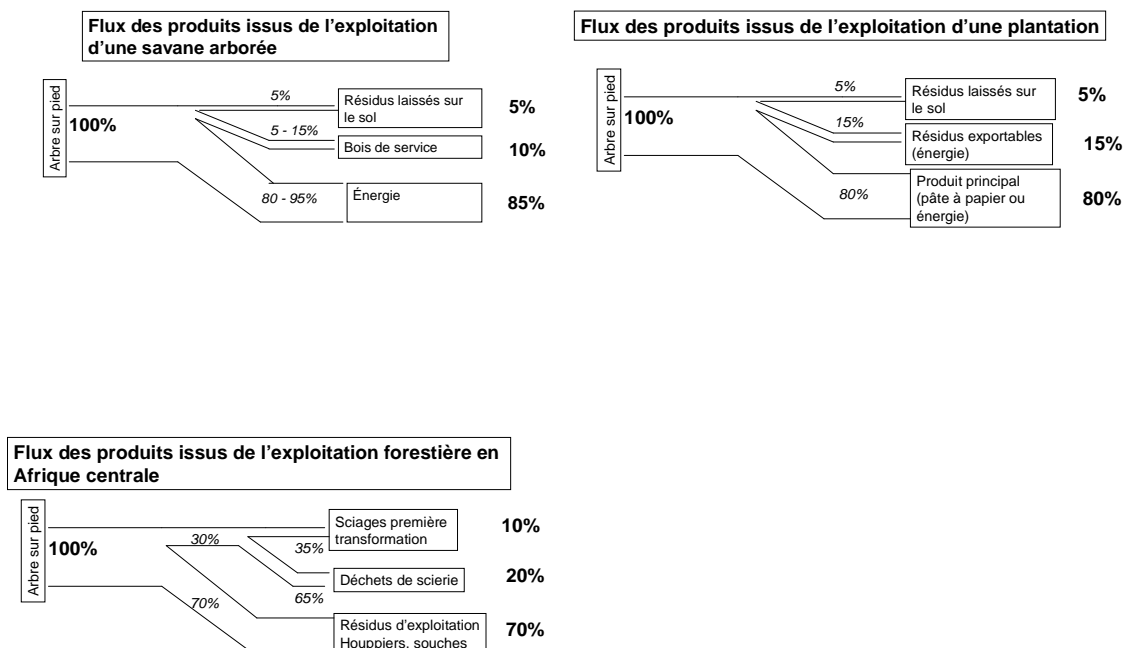 Flux des produits issus de l'exploitation
d'une savane arborée
Arbre sur pied
100%
5%
Résidus laissés sur
le sol
5%
5 - 15%
Bois de service
10%
80 - 95%
Énergie
85%
Flux des produits issus de l'exploitation d'une plantation
Arbre sur pied
100%
5%
Résidus laissés sur
le sol
5%
15%
Résidus exportables
(énergie)
15%
80%
Produit principal
(pâte à papier ou
énergie)
80%
Flux des produits issus de l'exploitation forestière en
Afrique centrale
Arbre sur pied
100%
30%
35%
Sciages première
transformation
10%
65%
Déchets de scierie
20%
70%
Résidus d'exploitation
Houppiers, souches
70%